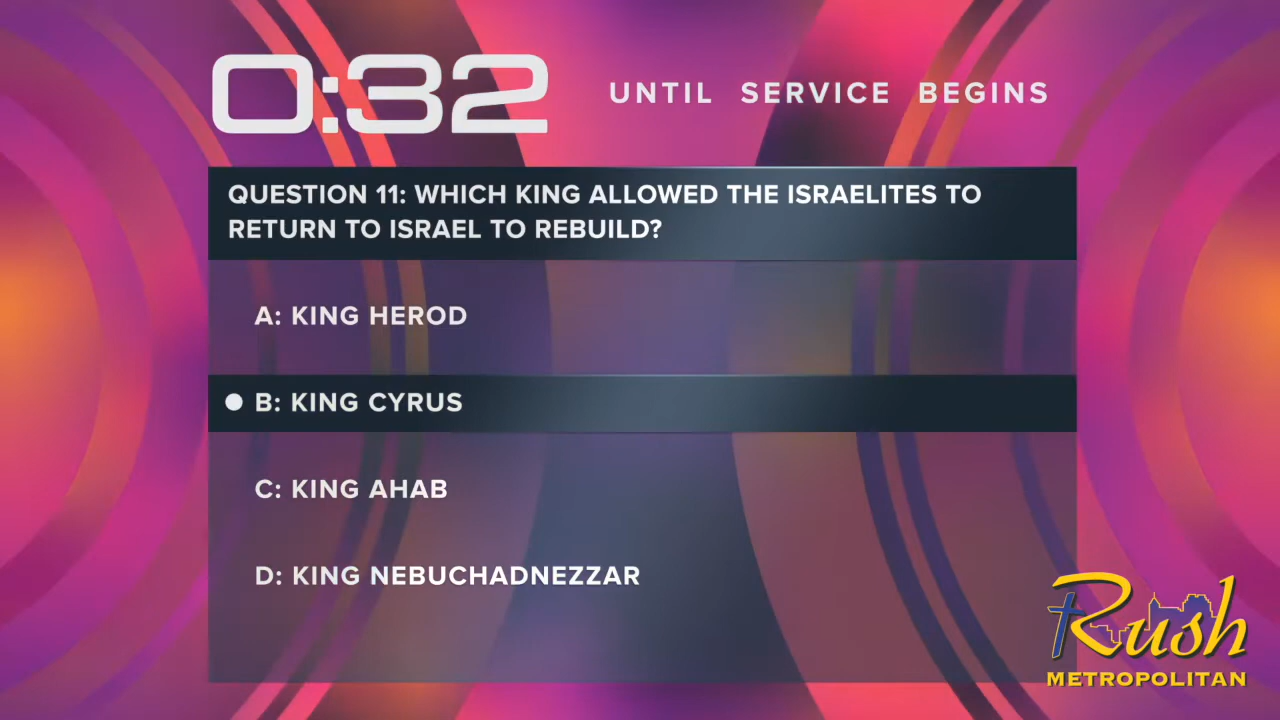 0:32 UNTIL SERVICE BEGINS
QUESTION 11: WHICH KING ALLOWED THE ISRAELITES TO
RETURN TO ISRAEL TO REBUILD?
A: KING HEROD
B: KING CYRUS
C: KING AHAB
D: KING NEBUCHADNEZZAR
Rush
METROPOLITAN